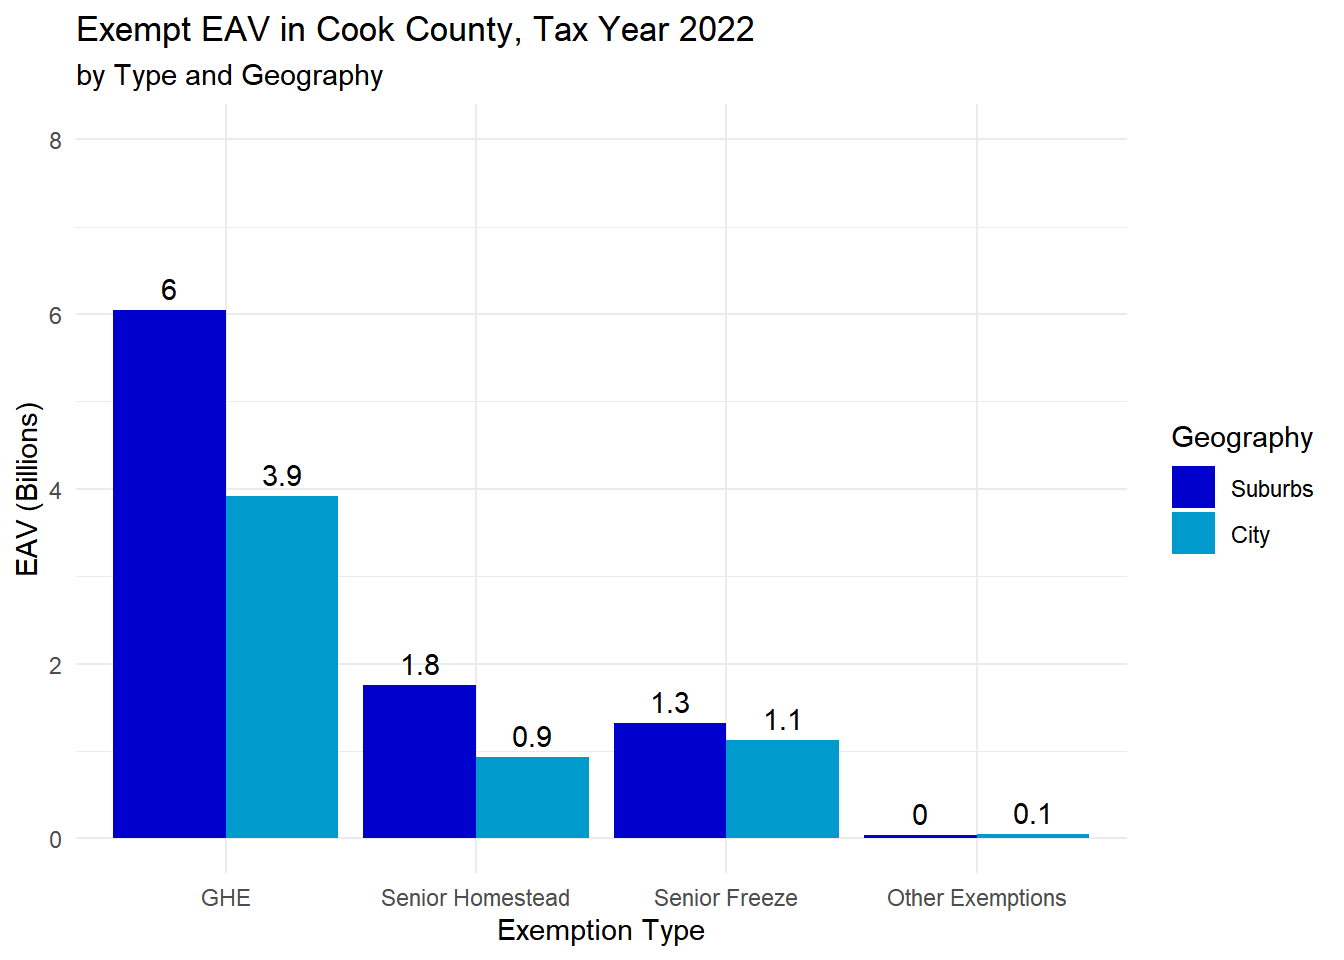 Exempt EAV in Cook County, Tax Year 2022
by Type and Geography
8
6
4
2
0
EAV (Billions)
6
3.9
1.8
0.9
1.3
1.1
0
0.1
GHE
Senior Homestead
Senior Freeze
Other Exemptions
Exemption Type
Geography
Suburbs
City